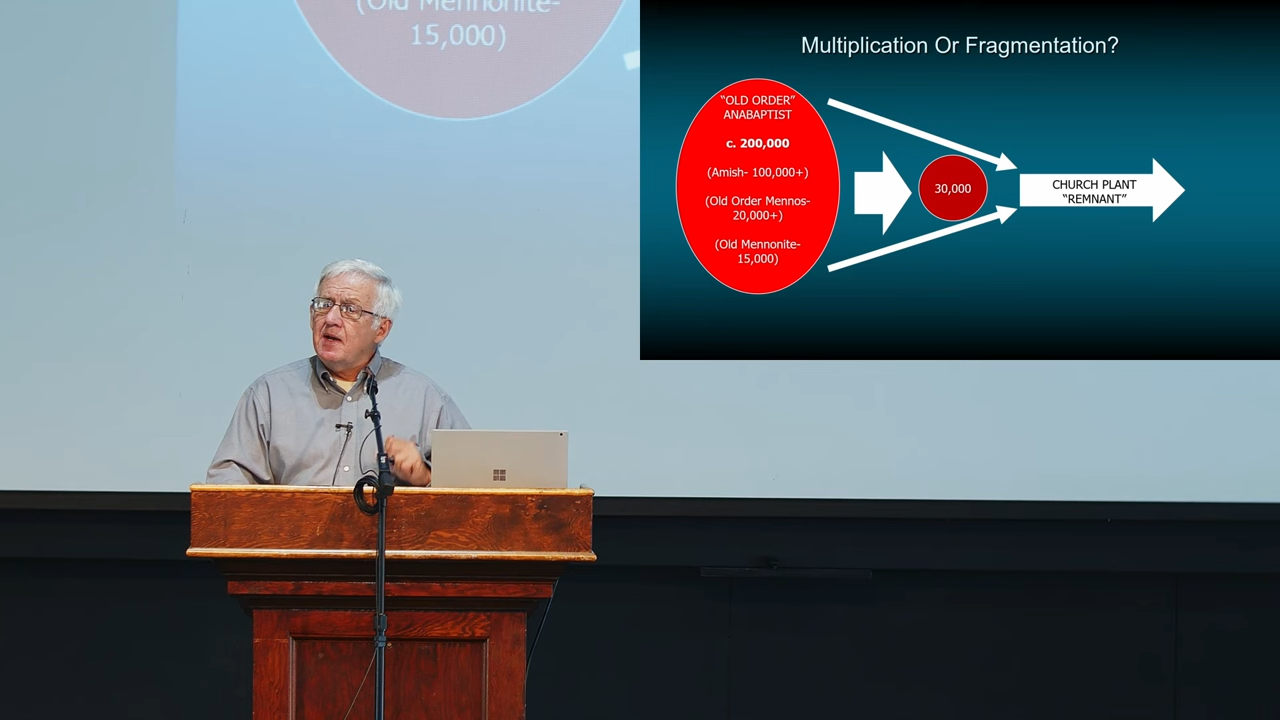 (Old Mennonite-
15,000)
Multiplication Or Fragmentation?
“OLD ORDER”
ANABAPTIST
c. 200,000
(Amish- 100,000+)
(Old Order Mennos-
20,000+)
(Old Mennonite-
15,000)
30,000
CHURCH PLANT
“REMNANT”